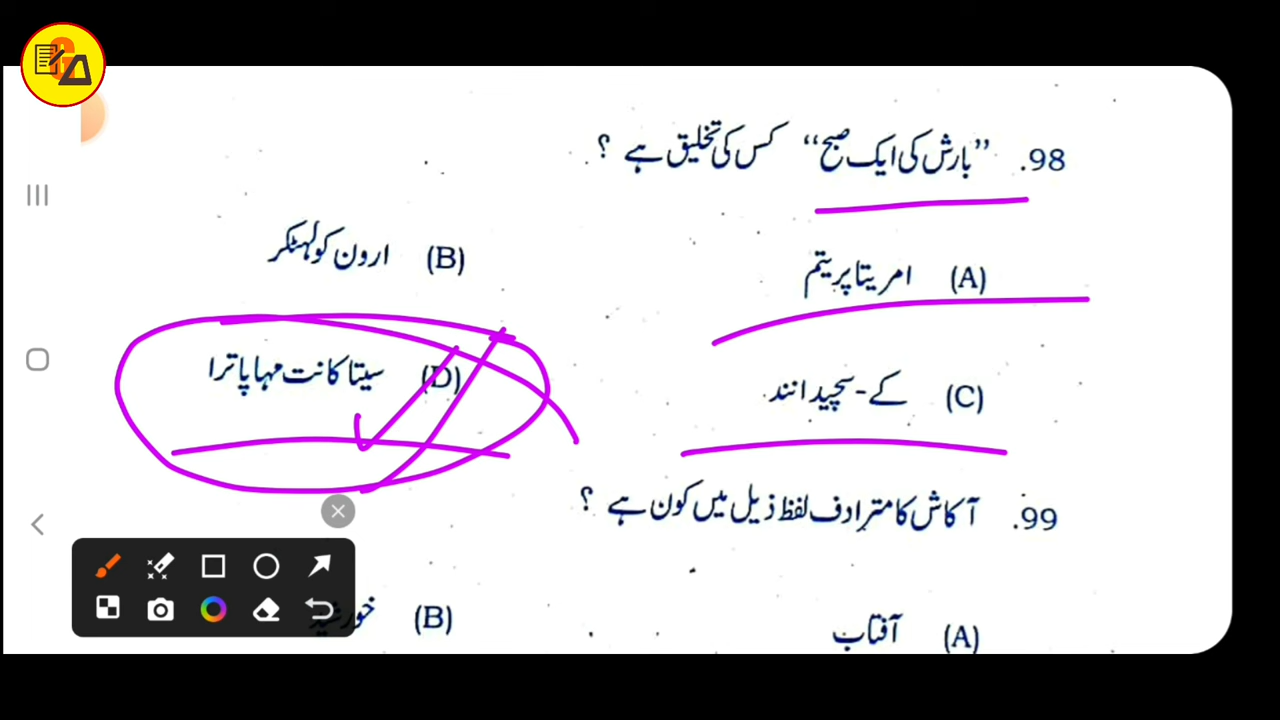 98. ”بارش کی ایک صبح“ کس کی تخلیق ہے ؟
(A) امریتا پریتم
(B) ارون کولہٹکر
(C) کے - سچیدانند
(D) سیتا کانت مہاپاترا
99. آکاش کا مترادف لفظ ذیل میں کون ہے ؟
(A) آفتاب
(B) خورشید